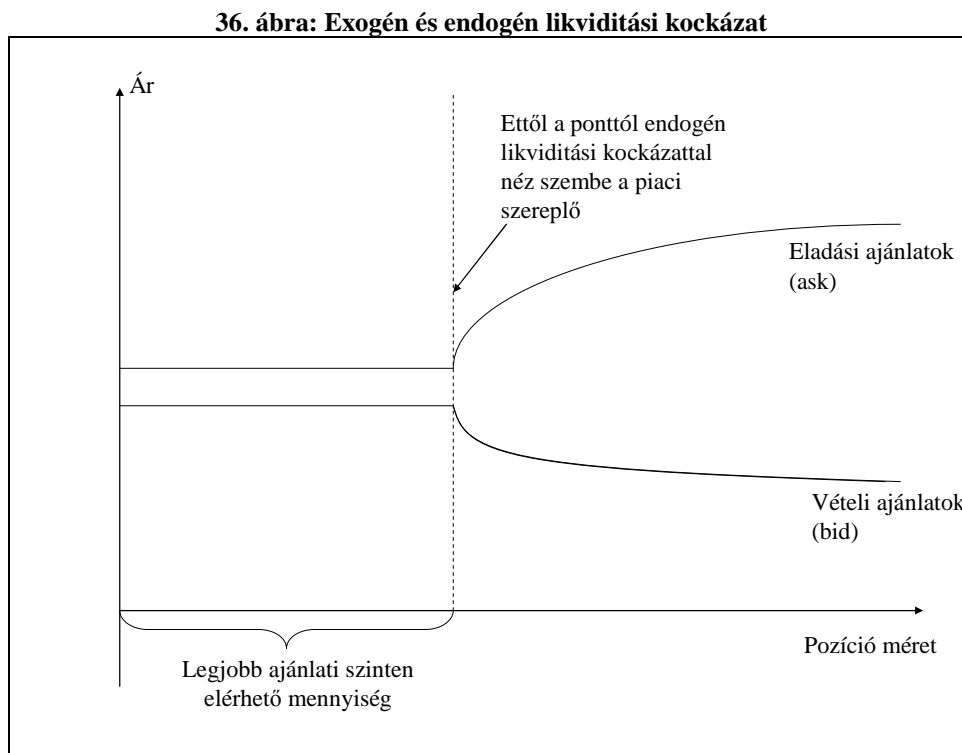 36. ábra: Exogén és endogén likviditási kockázat
Ár
Ettől a ponttól endogén
likviditási kockázattal
néz szembe a piaci
szereplő
Eladási ajánlatok
(ask)
Vételi ajánlatok
(bid)
Pozíció méret
Legjobb ajánlati szinten
elérhető mennyiség